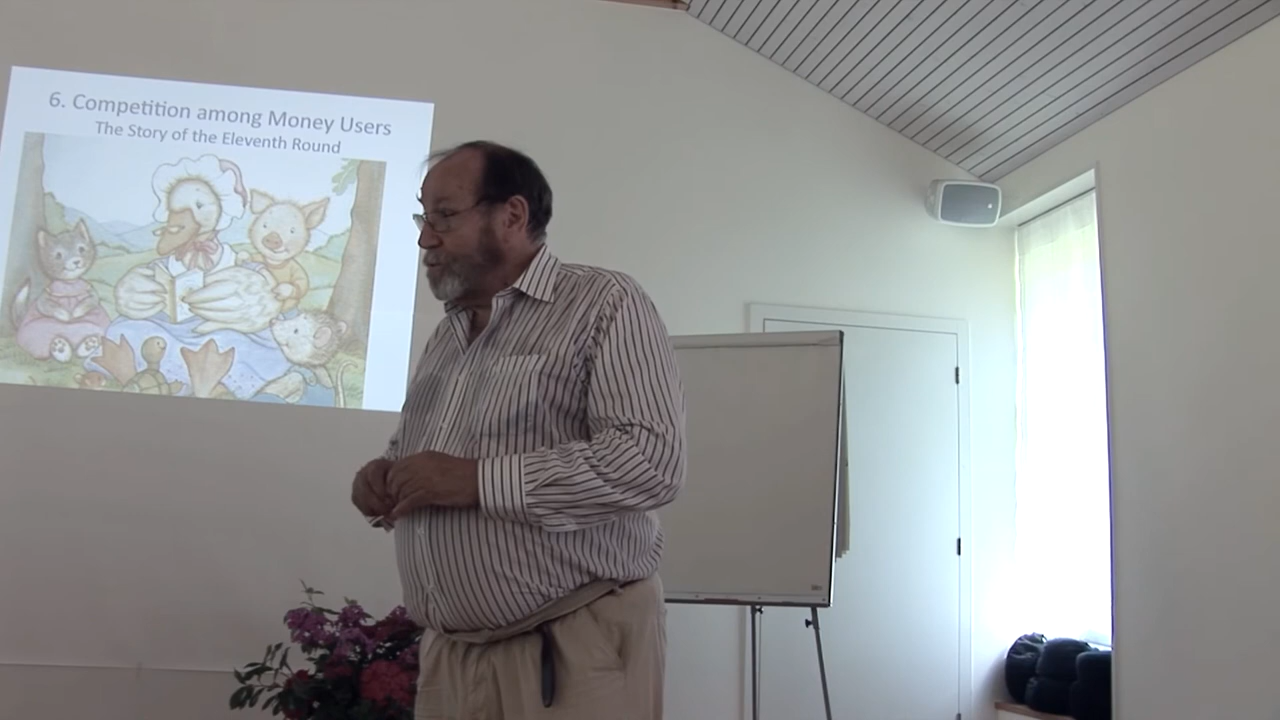 6. Competition among Money Users
The Story of the Eleventh Round